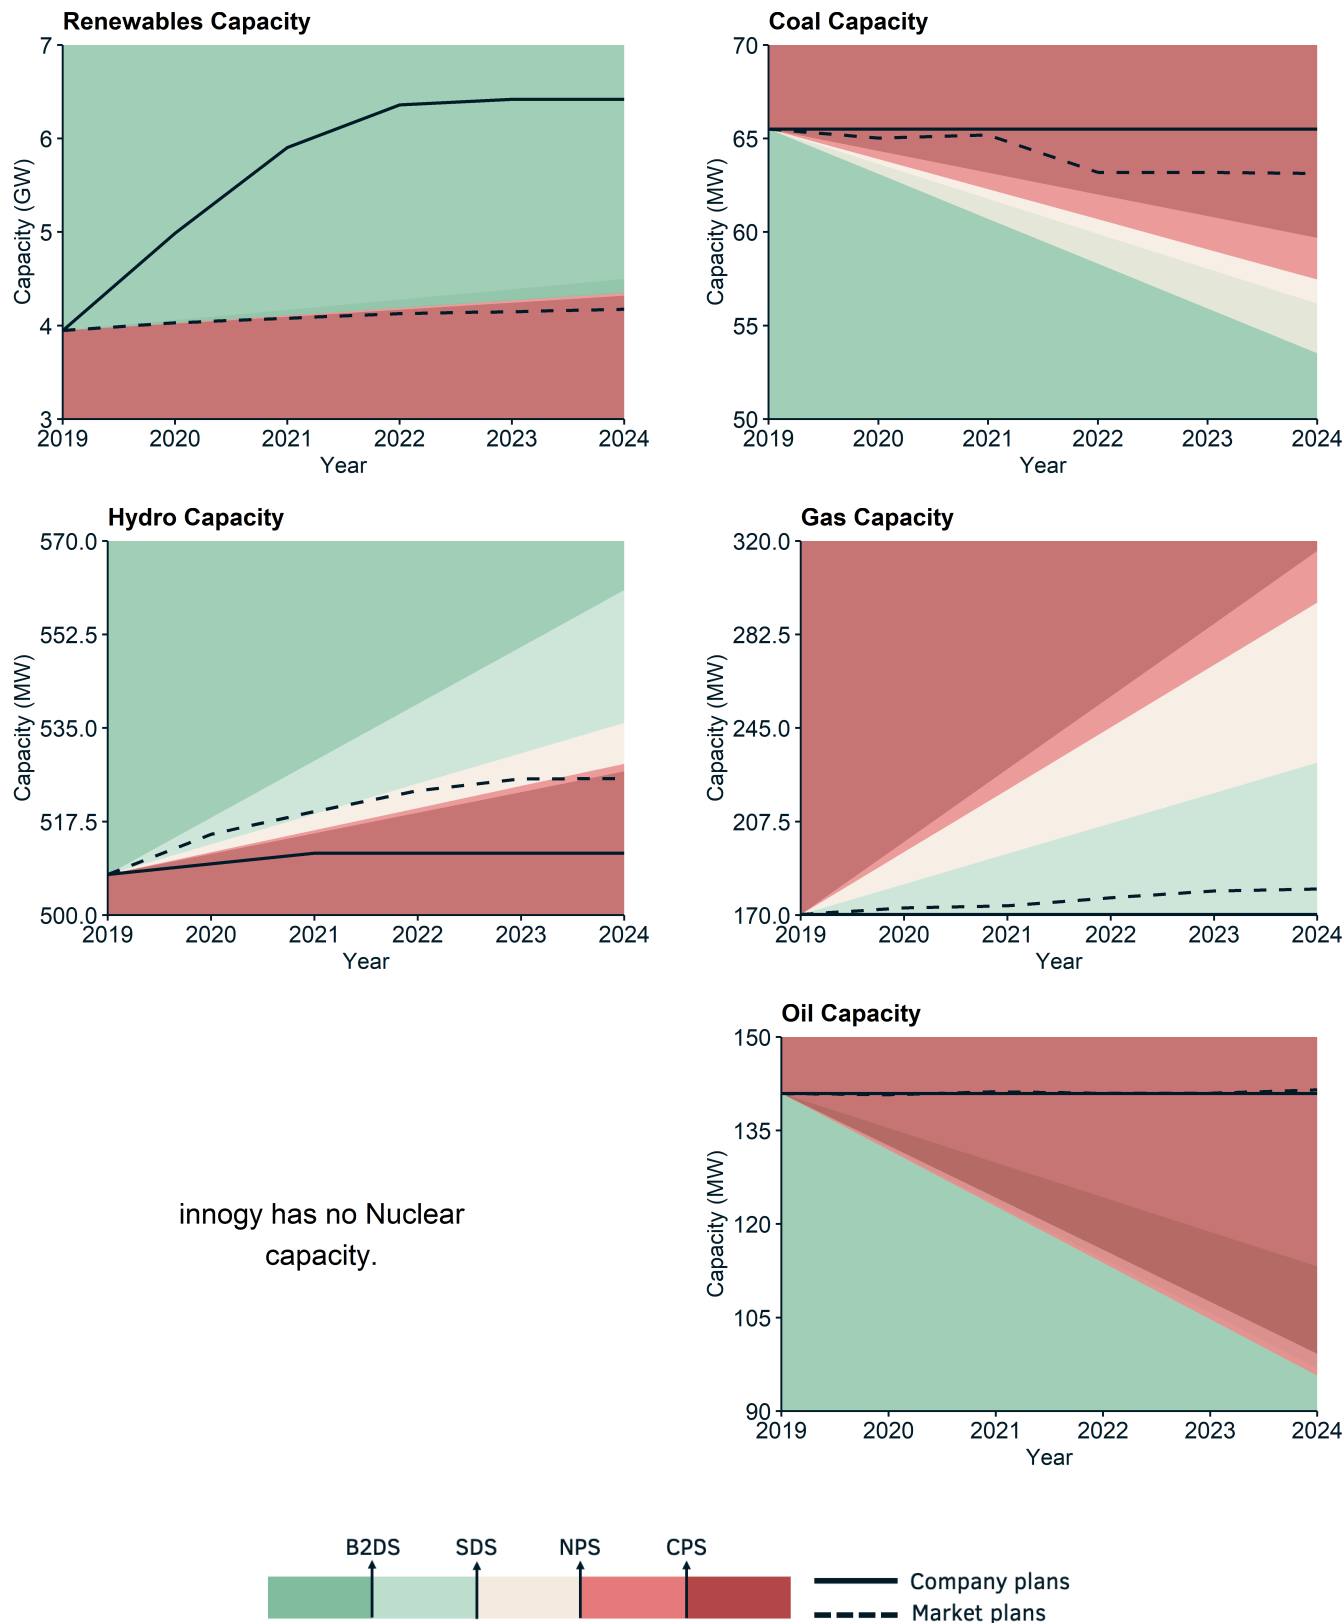 Renewables Capacity
7
6
5
4
3
Capacity (GW)
2019 2020 2021 2022 2023 2024
Year
Coal Capacity
70
65
60
55
50
Capacity (MW)
2019 2020 2021 2022 2023 2024
Year
Hydro Capacity
570.0
552.5
535.0
517.5
500.0
Capacity (MW)
2019 2020 2021 2022 2023 2024
Year
Gas Capacity
320.0
282.5
245.0
207.5
170.0
Capacity (MW)
2019 2020 2021 2022 2023 2024
Year
innogy has no Nuclear
capacity.
Oil Capacity
150
135
120
105
90
Capacity (MW)
2019 2020 2021 2022 2023 2024
Year
B2DS SDS NPS CPS
Company plans
Market plans